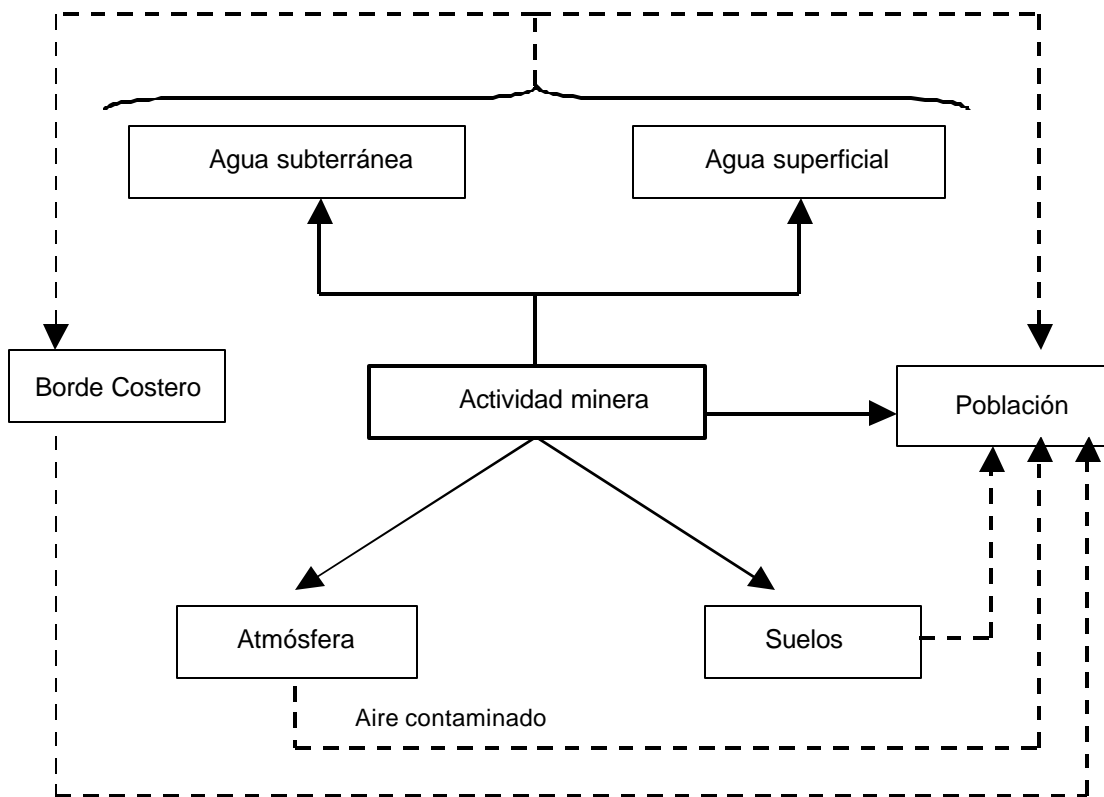 Agua subterránea
Agua superficial
Borde Costero
Actividad minera
Población
Atmósfera
Suelos
Aire contaminado